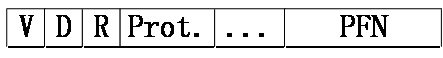 V D R Prot. ... PFN